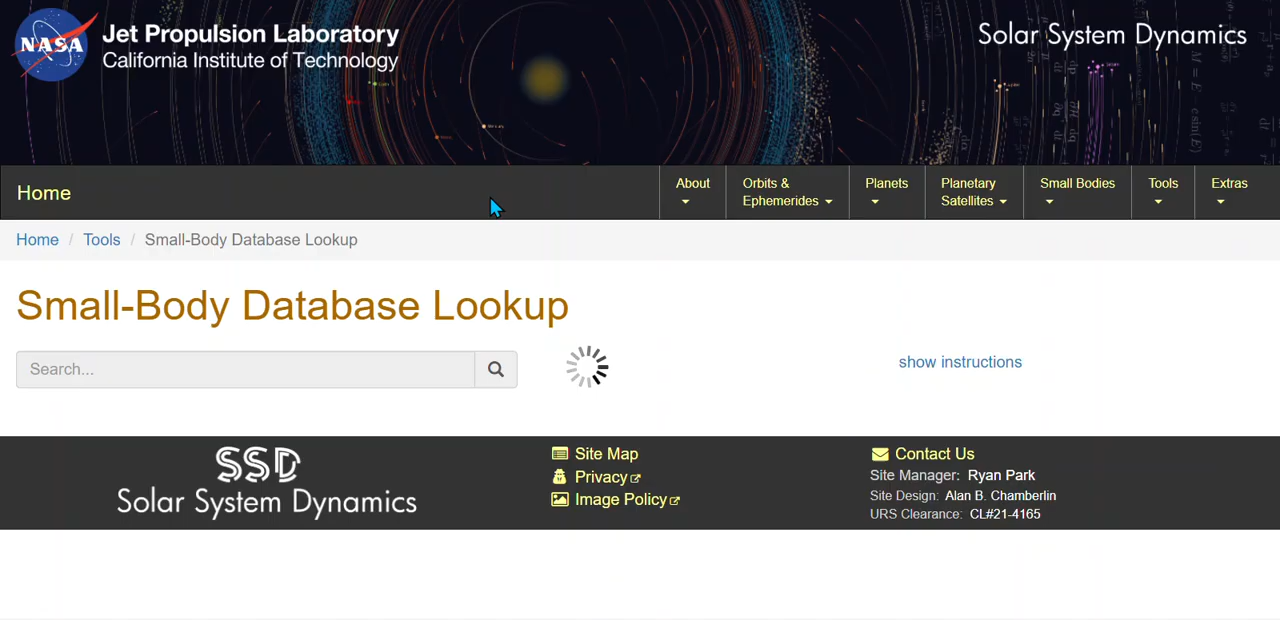 NASA
Jet Propulsion Laboratory
California Institute of Technology
Solar System Dynamics
Home
About
Orbits &
Ephemerides
Planets
Planetary
Satellites
Small Bodies
Tools
Extras
Home / Tools / Small-Body Database Lookup
Small-Body Database Lookup
Search...
show instructions
SSD
Solar System Dynamics
Site Map
Privacy
Image Policy
Contact Us
Site Manager: Ryan Park
Site Design: Alan B. Chamberlin
URS Clearance: CL#21-4165